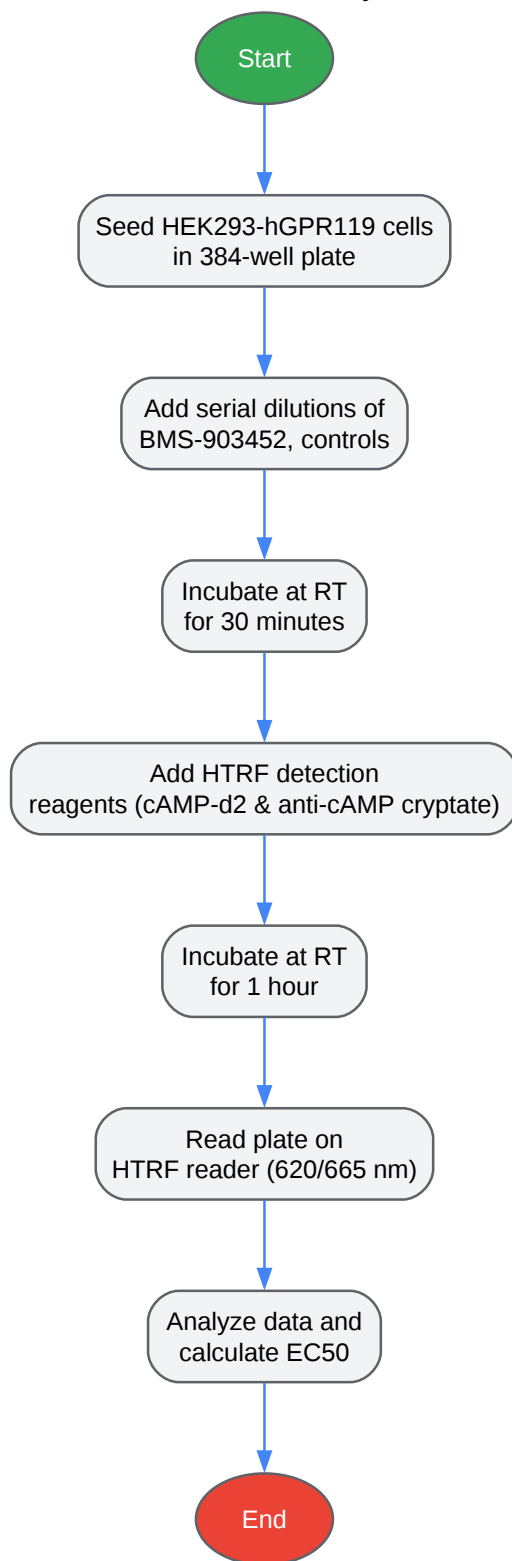 Start
Seed HEK293-hGPR119 cells
in 384-well plate
Add serial dilutions of
BMS-903452, controls
Incubate at RT
for 30 minutes
Add HTRF detection
reagents (cAMP-d2 & anti-cAMP cryptate)
Incubate at RT
for 1 hour
Read plate on
HTRF reader (620/665 nm)
Analyze data and
calculate EC50
End